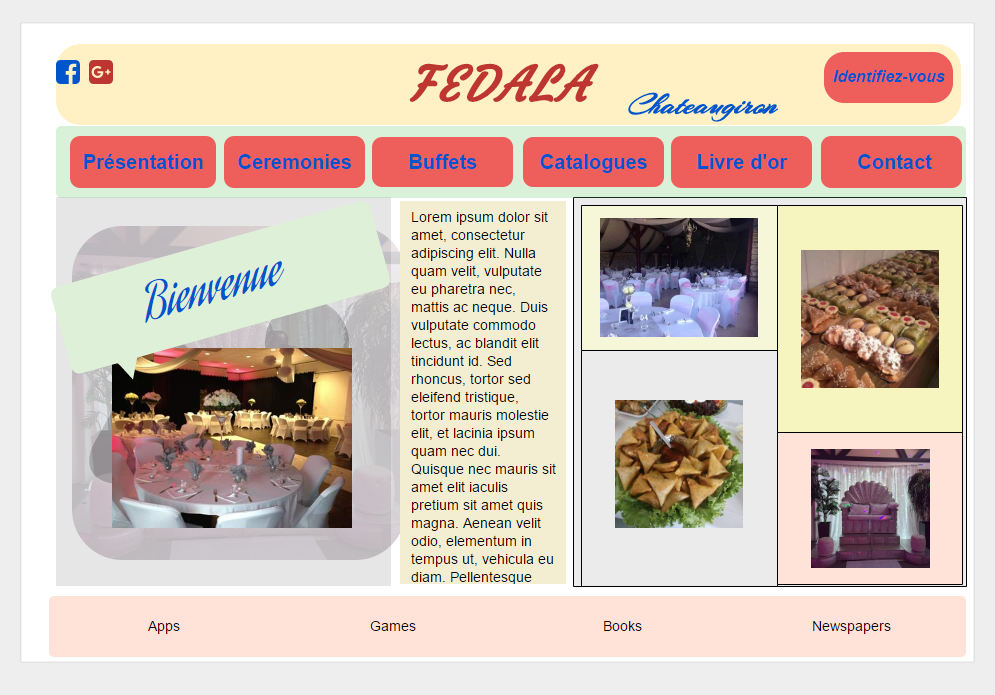 FEDALA
Chateaugiron
Identifiez-vous
Présentation
Ceremonies
Buffets
Catalogues
Livre d'or
Contact
Bienvenue
Lorem ipsum dolor sit
amet, consectetur
adipiscing elit. Nulla
quam velit, vulputate
eu pharetra nec,
mattis ac neque. Duis
vulputate commodo
lectus, ac blandit elit
tincidunt id. Sed
rhoncus, tortor sed
eleifend tristique,
tortor mauris molestie
elit, et lacinia ipsum
quam nec dui.
Quisque nec mauris sit
amet elit iaculis
pretium sit amet quis
magna. Aenean velit
odio, elementum in
tempus ut, vehicula eu
diam. Pellentesque
Apps
Games
Books
Newspapers